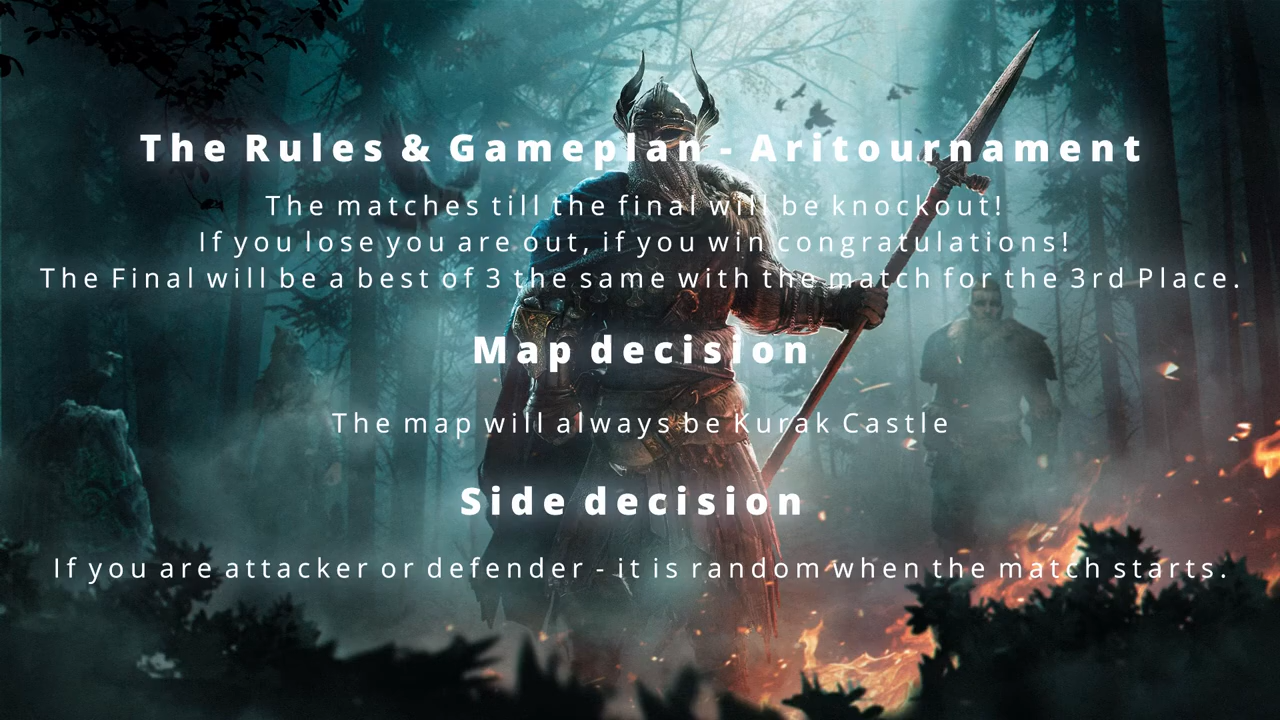 The Rules & Gameplan - Aritournament
The matches till the final will be knockout!
If you lose you are out, if you win congratulations!
The Final will be a best of 3 the same with the match for the 3rd Place.
Map decision
The map will always be Kurak Castle
Side decision
If you are attacker or defender - it is random when the match starts.